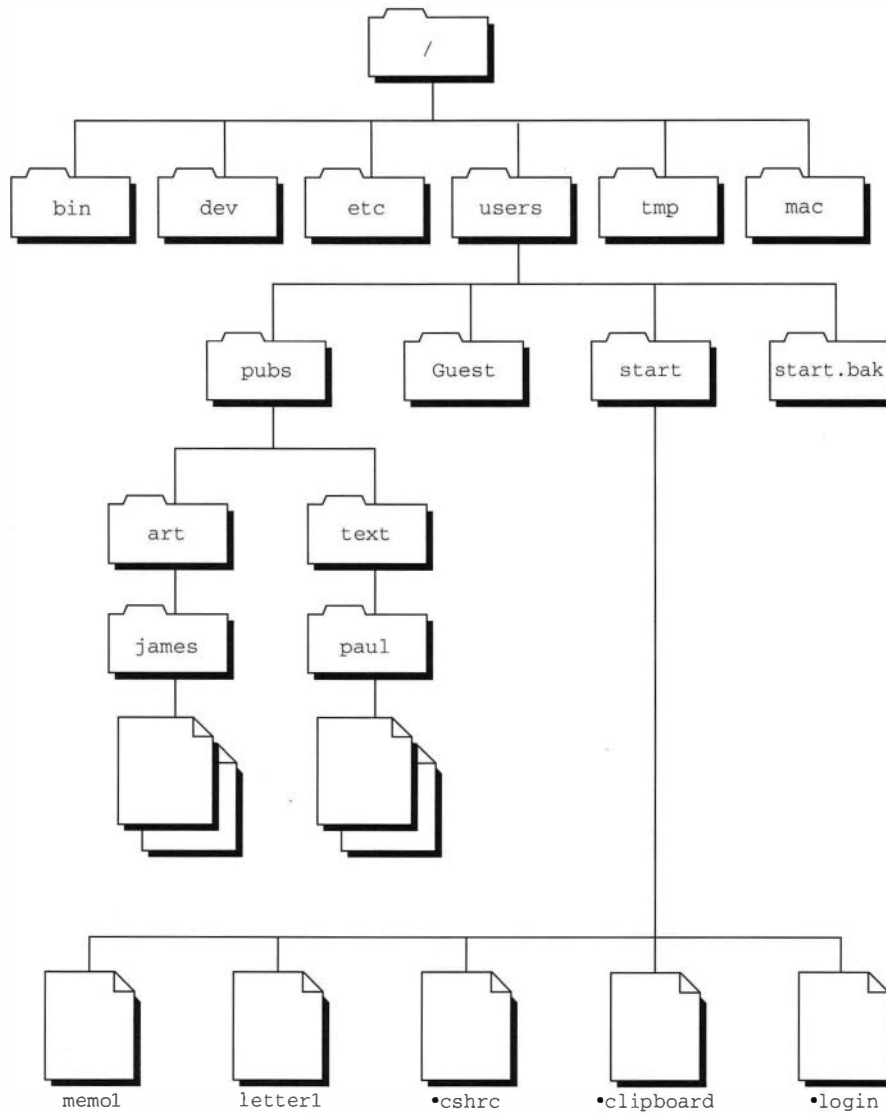 /
bin dev etc users tmp mac
pubs Guest start start.bak
art text
james paul
memo1 letter1 •cshrc •clipboard •login